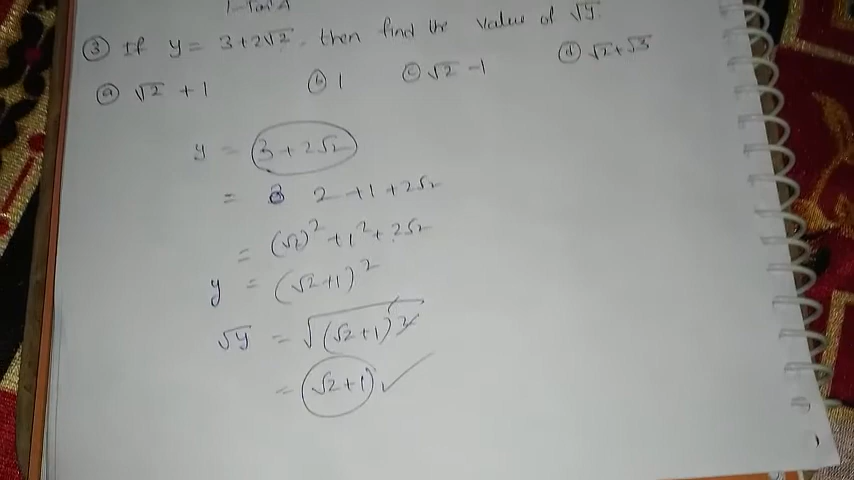 ③ If y = 3+2√2, then find the value of √y.
ⓐ √2 + 1 ⓑ 1 ⓒ √2 - 1 ⓓ √2+√3
y = 3+2√2
= 2+1+2√2
= (√2)² + 1² + 2√2
y = (√2+1)²
√y = √(√2+1)²
= √2+1 ✓